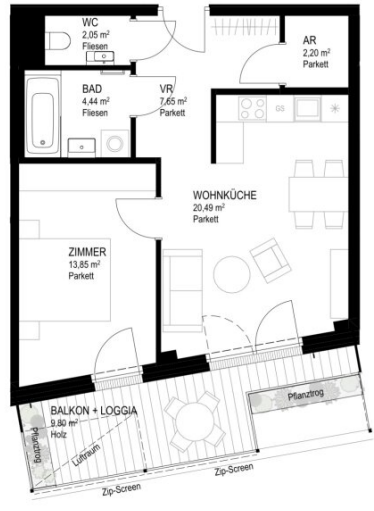 WC
2,05 m²
Fliesen
AR
2,20 m²
Parkett
BAD
4,44 m²
Fliesen
VR
7,65 m²
Parkett
GS
WOHNKÜCHE
20,49 m²
Parkett
ZIMMER
13,85 m²
Parkett
BALKON + LOGGIA
9,80 m²
Holz
Pflanztrog
Pflanztrog
Luftraum
Zip-Screen
Zip-Screen